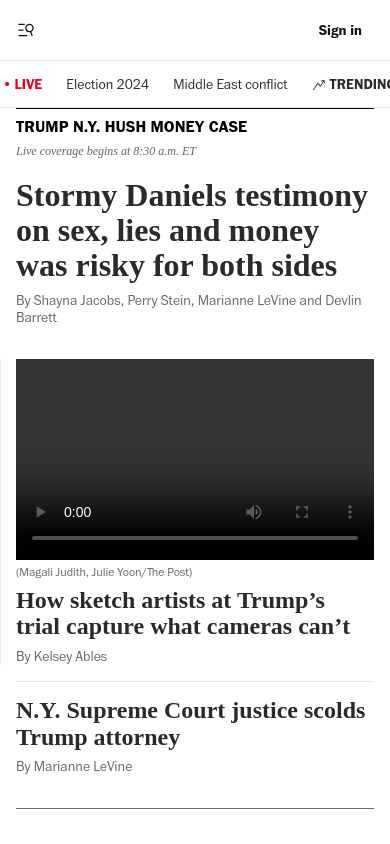 Sign in
LIVE
Election 2024
Middle East conflict
TRENDING
TRUMP N.Y. HUSH MONEY CASE
Live coverage begins at 8:30 a.m. ET
Stormy Daniels testimony
on sex, lies and money
was risky for both sides
By Shayna Jacobs, Perry Stein, Marianne LeVine and Devlin
Barrett
0:00
(Magali Judith, Julie Yoon/The Post)
How sketch artists at Trump’s
trial capture what cameras can’t
By Kelsey Ables
N.Y. Supreme Court justice scolds
Trump attorney
By Marianne LeVine